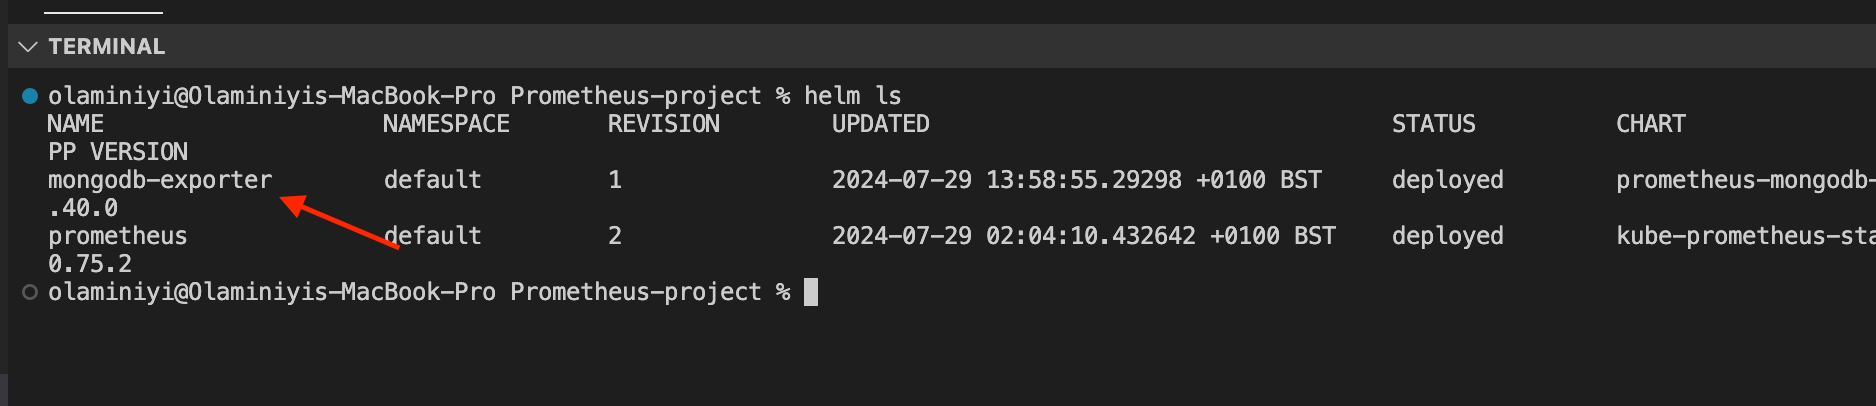 TERMINAL
olaminiyi@Olaminiyis-MacBook-Pro Prometheus-project % helm ls
NAME NAMESPACE REVISION UPDATED STATUS CHART
PP VERSION
mongodb-exporter default 1 2024-07-29 13:58:55.29298 +0100 BST deployed prometheus-mongodb-
.40.0
prometheus default 2 2024-07-29 02:04:10.432642 +0100 BST deployed kube-prometheus-sta
0.75.2
olaminiyi@Olaminiyis-MacBook-Pro Prometheus-project %